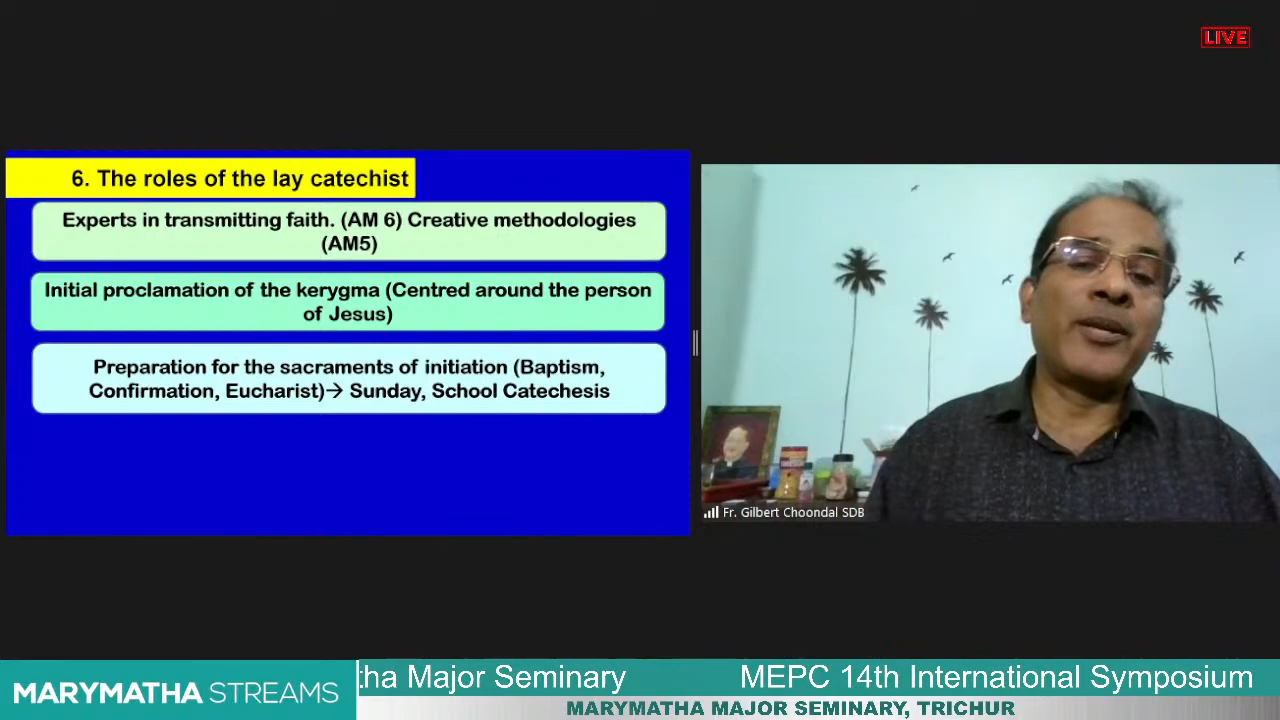 LIVE
6. The roles of the lay catechist
Experts in transmitting faith. (AM 6) Creative methodologies
(AM5)
Initial proclamation of the kerygma (Centred around the person
of Jesus)
Preparation for the sacraments of initiation (Baptism,
Confirmation, Eucharist)→ Sunday, School Catechesis
Fr. Gilbert Choondal SDB
MARYMATHA STREAMS
tha Major Seminary MEPC 14th International Symposium
MARYMATHA MAJOR SEMINARY, TRICHUR